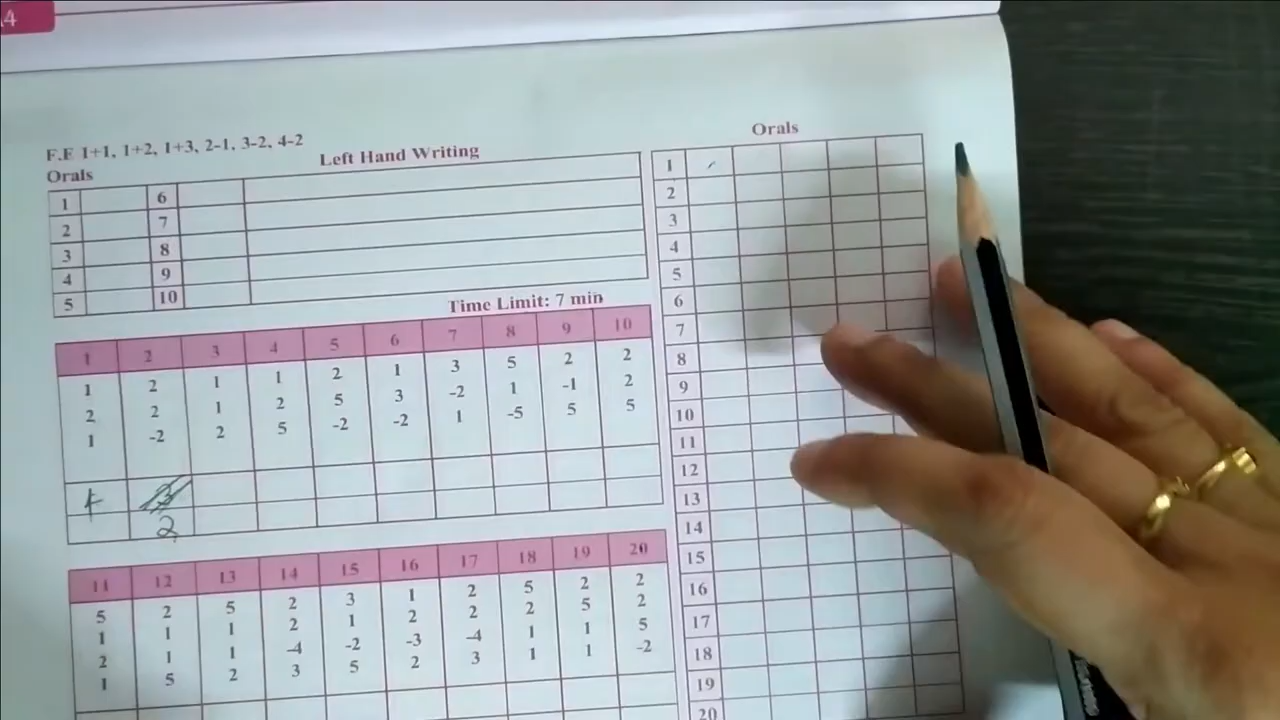 A4
F.E 1+1, 1+2, 1+3, 2-1, 3-2, 4-2
Orals
Left Hand Writing
1 6
2 7
3 8
4 9
5 10
Time Limit: 7 min
1 2 3 4 5 6 7 8 9 10
1 2 1 1 2 1 3 5 2 2
2 2 1 2 5 3 -2 1 -1 2
1 -2 2 5 -2 -2 1 -5 5 5
4
2
11 12 13 14 15 16 17 18 19 20
5 2 5 2 3 1 2 5 2 2
1 1 1 2 1 2 2 2 5 2
2 1 1 -4 -2 -3 -4 1 1 5
1 5 2 3 5 2 3 1 1 -2
Orals
1
2
3
4
5
6
7
8
9
10
11
12
13
14
15
16
17
18
19
20